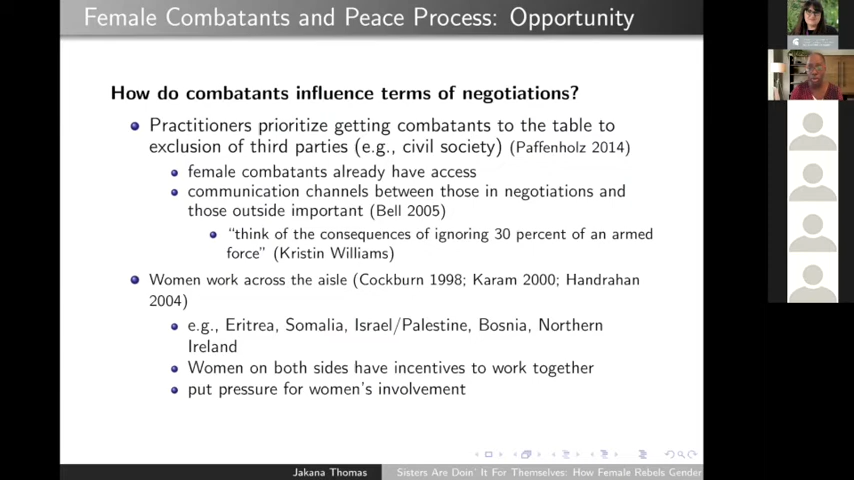 Female Combatants and Peace Process: Opportunity
How do combatants influence terms of negotiations?
Practitioners prioritize getting combatants to the table to
exclusion of third parties (e.g., civil society) (Paffenholz 2014)
female combatants already have access
communication channels between those in negotiations and
those outside important (Bell 2005)
“think of the consequences of ignoring 30 percent of an armed
force” (Kristin Williams)
Women work across the aisle (Cockburn 1998; Karam 2000; Handrahan
2004)
e.g., Eritrea, Somalia, Israel/Palestine, Bosnia, Northern
Ireland
Women on both sides have incentives to work together
put pressure for women's involvement
Jakana Thomas
Sisters Are Doin' It For Themselves: How Female Rebels Gender